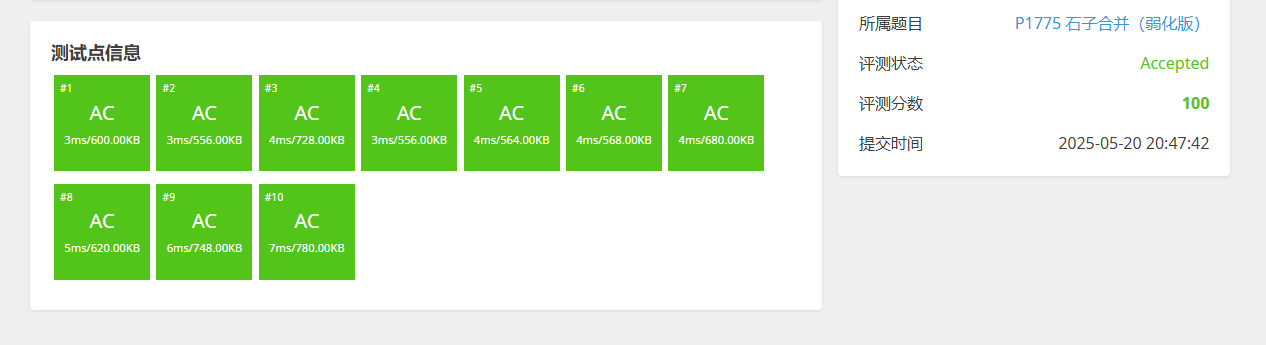 测试点信息
#1
AC
3ms/600.00KB
#2
AC
3ms/556.00KB
#3
AC
4ms/728.00KB
#4
AC
3ms/556.00KB
#5
AC
4ms/564.00KB
#6
AC
4ms/568.00KB
#7
AC
4ms/680.00KB
#8
AC
5ms/620.00KB
#9
AC
6ms/748.00KB
#10
AC
7ms/780.00KB
所属题目 P1775 石子合并（弱化版）
评测状态 Accepted
评测分数 100
提交时间 2025-05-20 20:47:42